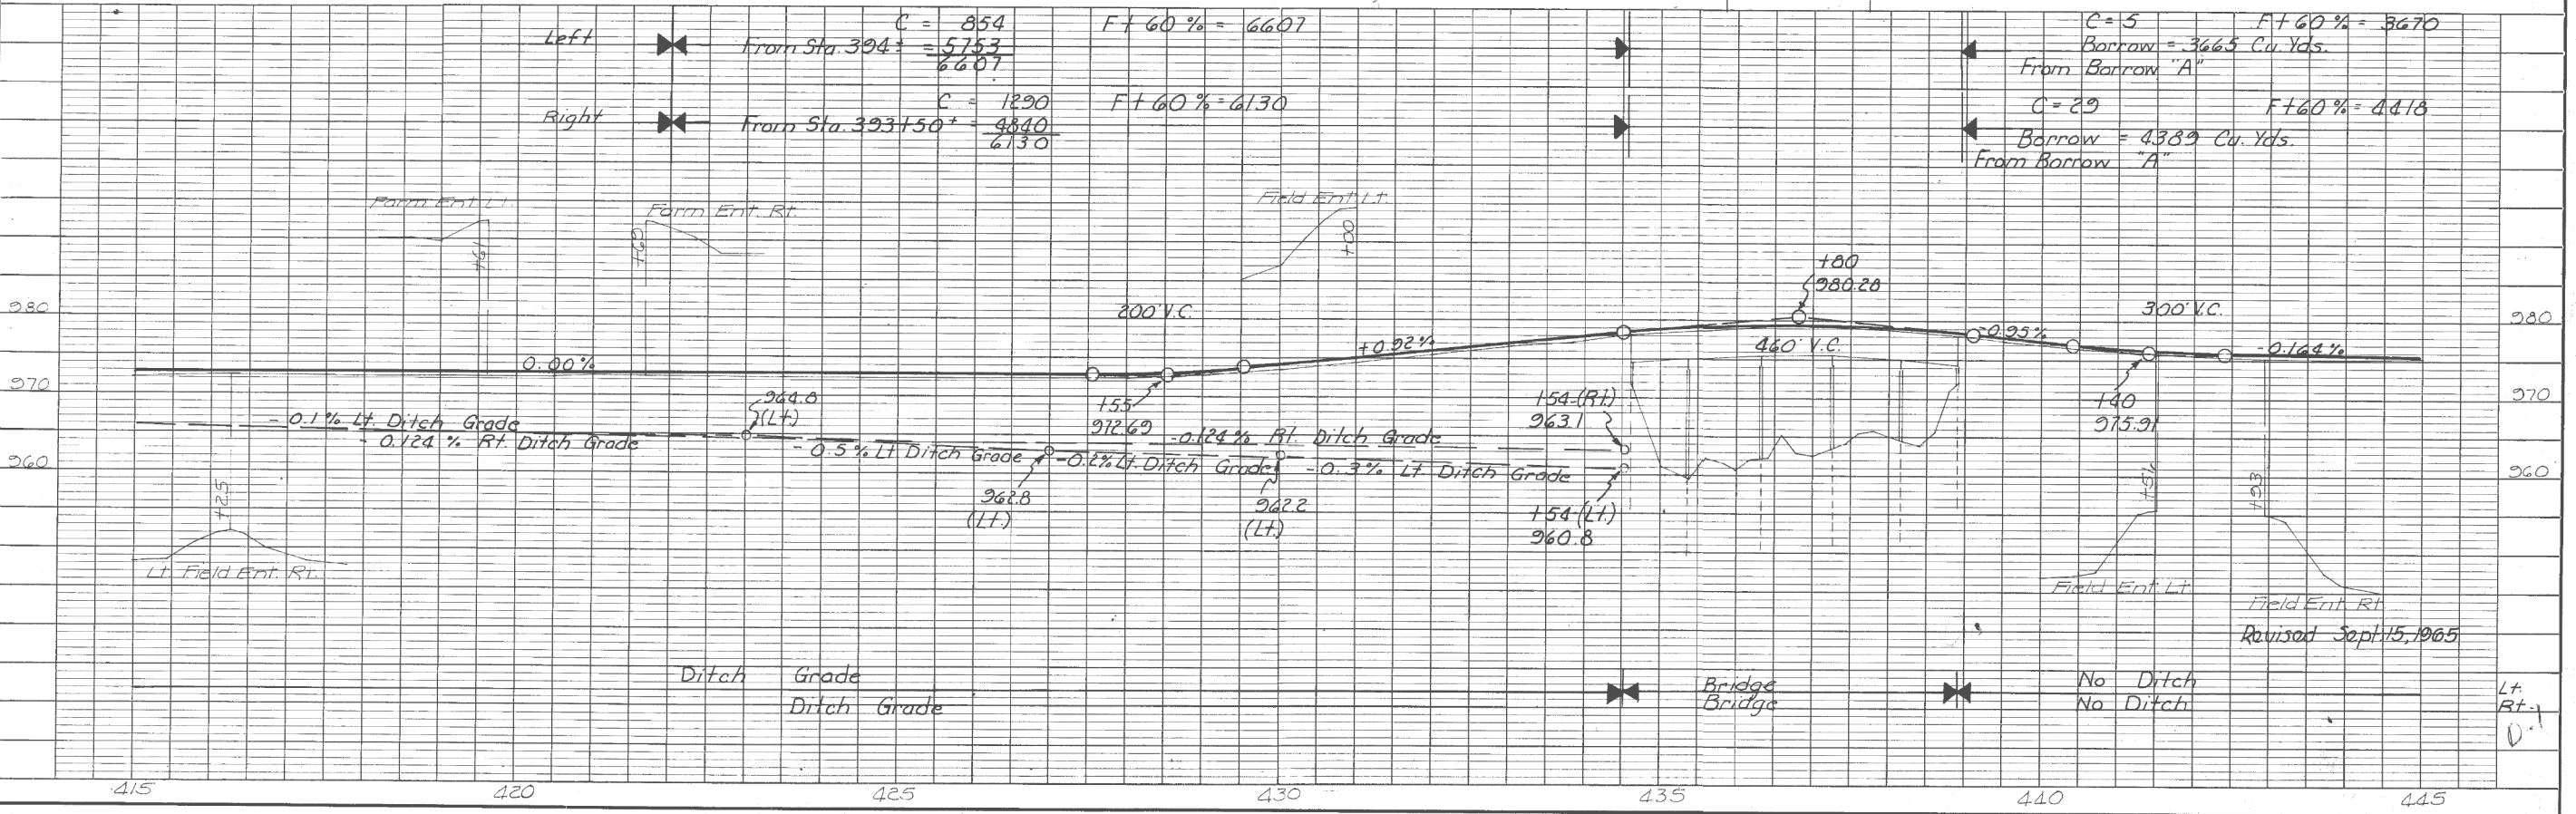 Left
C = 854
From Sta. 394± = 5753
6607
F+60% = 6607
C = 5
F+60% = 3670
Borrow = 3665 Cu. Yds.
From Borrow "A"
Right
C = 1290
From Sta. 393+50± = 4840
6130
F+60% = 6130
C = 29
F+60% = 4418
Borrow = 4389 Cu. Yds.
From Borrow "A"
Farm Ent. Lt.
+61
Farm Ent. Rt.
+69
Field Ent. Lt.
+00
+80
980.28
980
200' V.C.
300' V.C.
980
0.00%
+0.92%
460' V.C.
-0.95%
-0.164%
970
970
964.8
(Lt.)
+55
972.69
+54 (Rt.)
963.1
+40
975.91
-0.1% Lt. Ditch Grade
-0.124% Rt. Ditch Grade
-0.5% Lt Ditch Grade
-0.124% Rt. Ditch Grade
-0.2% Lt. Ditch Grade
-0.3% Lt Ditch Grade
960
960
962.8
(Lt.)
962.2
(Lt.)
+54 (Lt.)
960.8
+25
+51
+93
Lt. Field Ent. Rt.
Field Ent. Lt.
Field Ent. Rt.
Revised Sept. 15, 1965
Ditch Grade
Ditch Grade
Bridge
Bridge
No Ditch
No Ditch
Lt.
Rt.
415
420
425
430
435
440
445